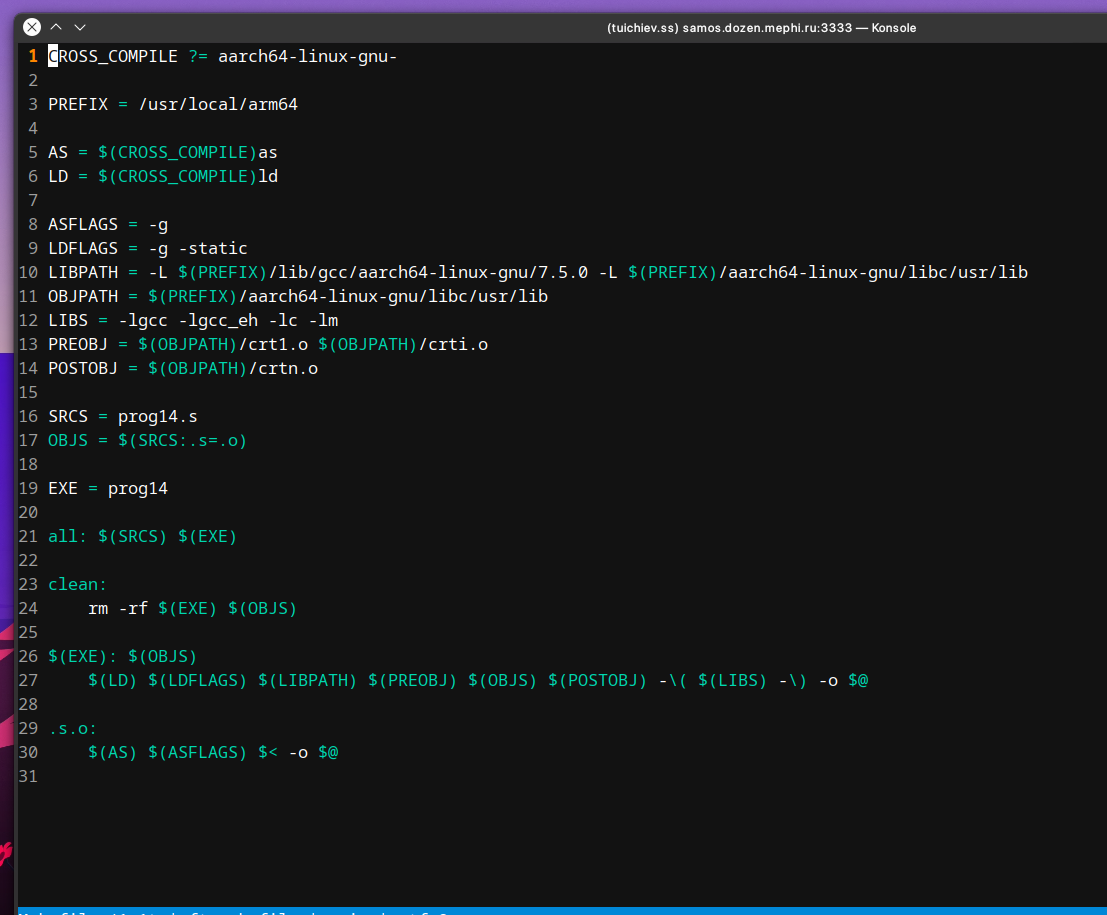 (tuichiev.ss) samos.dozen.mephi.ru:3333 — Konsole
1 CROSS_COMPILE ?= aarch64-linux-gnu-
2
3 PREFIX = /usr/local/arm64
4
5 AS = $(CROSS_COMPILE)as
6 LD = $(CROSS_COMPILE)ld
7
8 ASFLAGS = -g
9 LDFLAGS = -g -static
10 LIBPATH = -L $(PREFIX)/lib/gcc/aarch64-linux-gnu/7.5.0 -L $(PREFIX)/aarch64-linux-gnu/libc/usr/lib
11 OBJPATH = $(PREFIX)/aarch64-linux-gnu/libc/usr/lib
12 LIBS = -lgcc -lgcc_eh -lc -lm
13 PREOBJ = $(OBJPATH)/crt1.o $(OBJPATH)/crti.o
14 POSTOBJ = $(OBJPATH)/crtn.o
15
16 SRCS = prog14.s
17 OBJS = $(SRCS:.s=.o)
18
19 EXE = prog14
20
21 all: $(SRCS) $(EXE)
22
23 clean:
24     rm -rf $(EXE) $(OBJS)
25
26 $(EXE): $(OBJS)
27     $(LD) $(LDFLAGS) $(LIBPATH) $(PREOBJ) $(OBJS) $(POSTOBJ) -\( $(LIBS) -\) -o $@
28
29 .s.o:
30     $(AS) $(ASFLAGS) $< -o $@
31